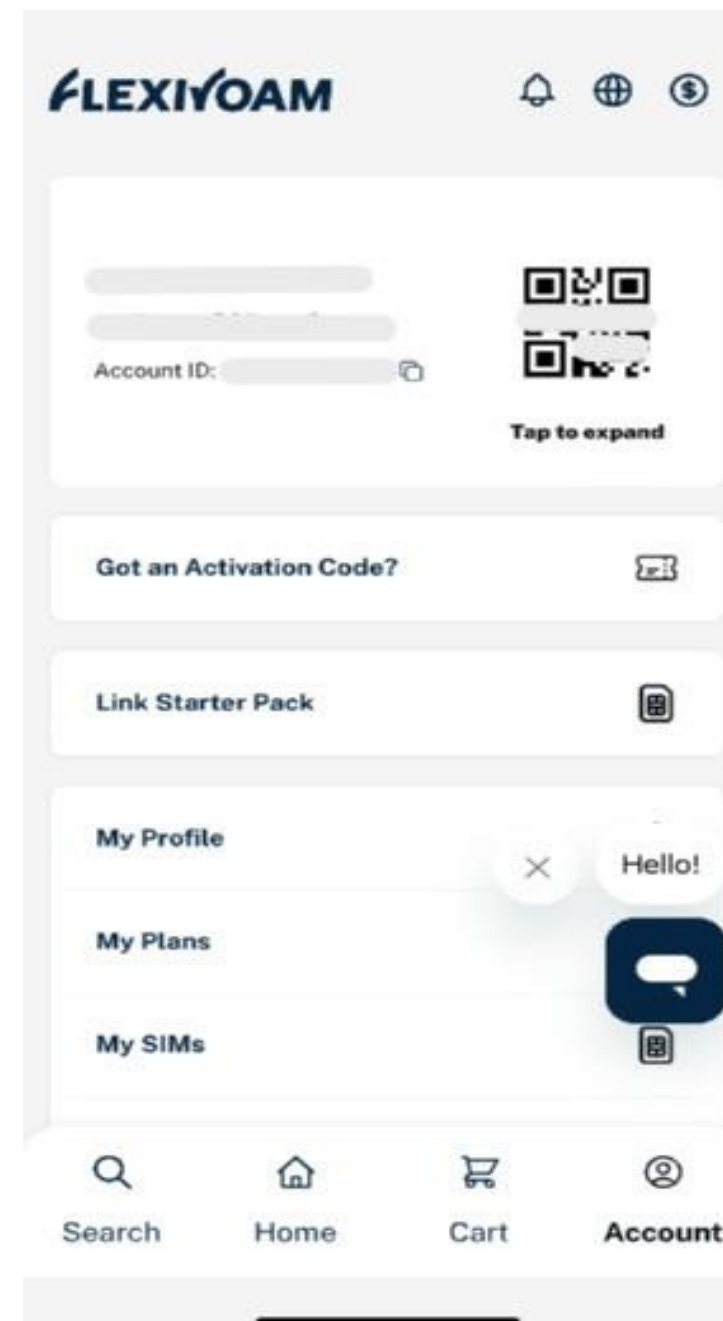 FLEXIROAM
Account ID:
Tap to expand
Got an Activation Code?
Link Starter Pack
My Profile
Hello!
My Plans
My SIMs
Search Home Cart Account